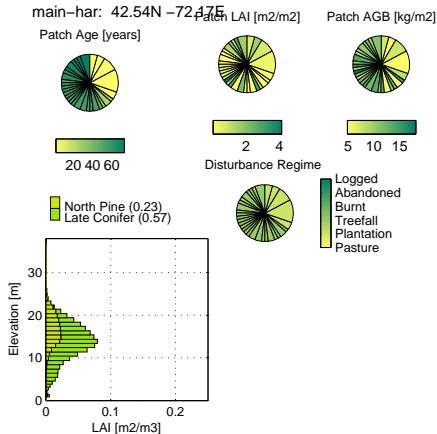 main−har: 42.54N −72.17E
Patch Age [years]
20 40 60
Patch LAI [m2/m2]
2 4
Patch AGB [kg/m2]
5 10 15
Disturbance Regime
Logged
Abandoned
Burnt
Treefall
Plantation
Pasture
North Pine (0.23)
Late Conifer (0.57)
Elevation [m]
30
20
10
0
0 0.1 0.2
LAI [m2/m3]